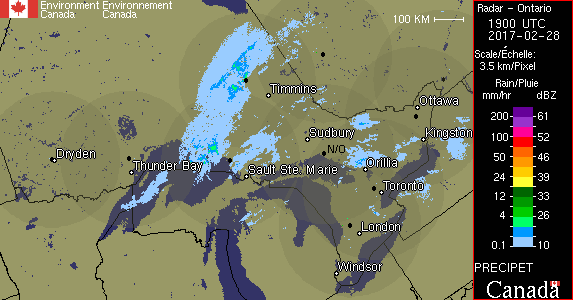 Environment Environnement
Canada Canada
100 KM
Timmins
Ottawa
Sudbury
Kingston
N/O
Dryden
Thunder Bay
Sault Ste. Marie
Orillia
Toronto
London
Windsor
Radar - Ontario
1900 UTC
2017-02-28
Scale/Échelle:
3.5 km/Pixel
Rain/Pluie
mm/hr dBZ
200 61
100 52
50 46
24 39
12 33
4 26
0.1 10
PRECIPET
Canada